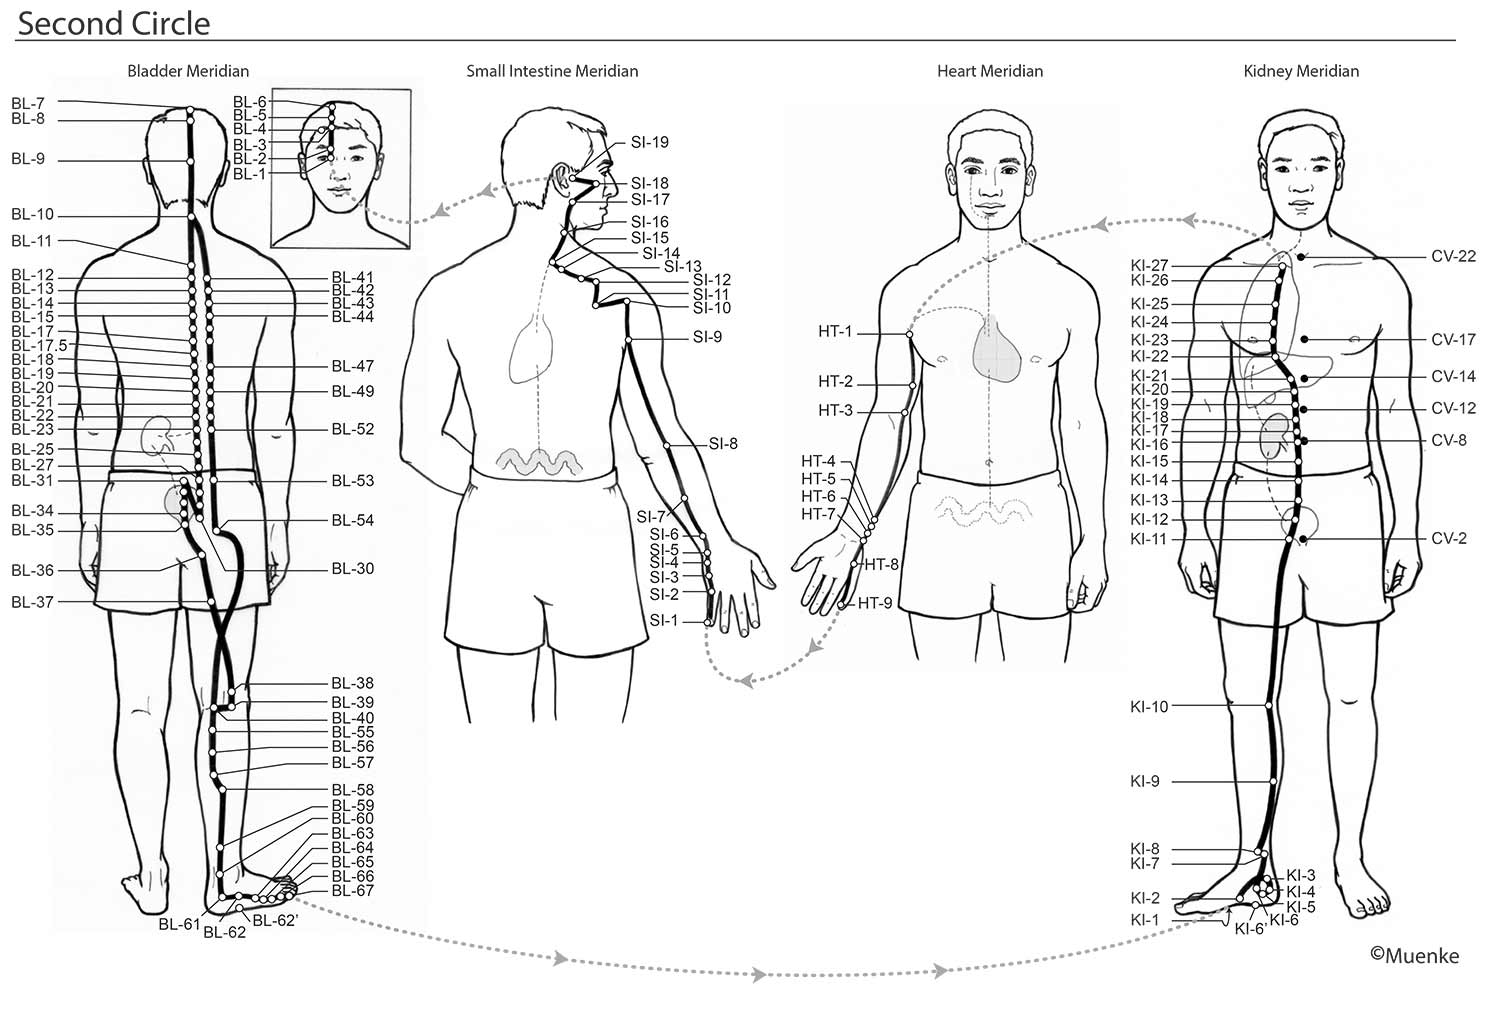 Second Circle
Bladder Meridian
Small Intestine Meridian
Heart Meridian
Kidney Meridian
BL-7
BL-8
BL-9
BL-10
BL-11
BL-12
BL-13
BL-14
BL-15
BL-17
BL-17.5
BL-18
BL-19
BL-20
BL-21
BL-22
BL-23
BL-25
BL-27
BL-31
BL-34
BL-35
BL-36
BL-37
BL-6
BL-5
BL-4
BL-3
BL-2
BL-1
BL-41
BL-42
BL-43
BL-44
BL-47
BL-49
BL-52
BL-53
BL-54
BL-30
BL-38
BL-39
BL-40
BL-55
BL-56
BL-57
BL-58
BL-59
BL-60
BL-63
BL-64
BL-65
BL-66
BL-67
BL-61
BL-62
BL-62'
SI-19
SI-18
SI-17
SI-16
SI-15
SI-14
SI-13
SI-12
SI-11
SI-10
SI-9
SI-8
SI-7
SI-6
SI-5
SI-4
SI-3
SI-2
SI-1
HT-1
HT-2
HT-3
HT-4
HT-5
HT-6
HT-7
HT-8
HT-9
KI-27
KI-26
KI-25
KI-24
KI-23
KI-22
KI-21
KI-20
KI-19
KI-18
KI-17
KI-16
KI-15
KI-14
KI-13
KI-12
KI-11
KI-10
KI-9
KI-8
KI-7
KI-2
KI-1
KI-3
KI-4
KI-5
KI-6
KI-6'
CV-22
CV-17
CV-14
CV-12
CV-8
CV-2
©Muenke